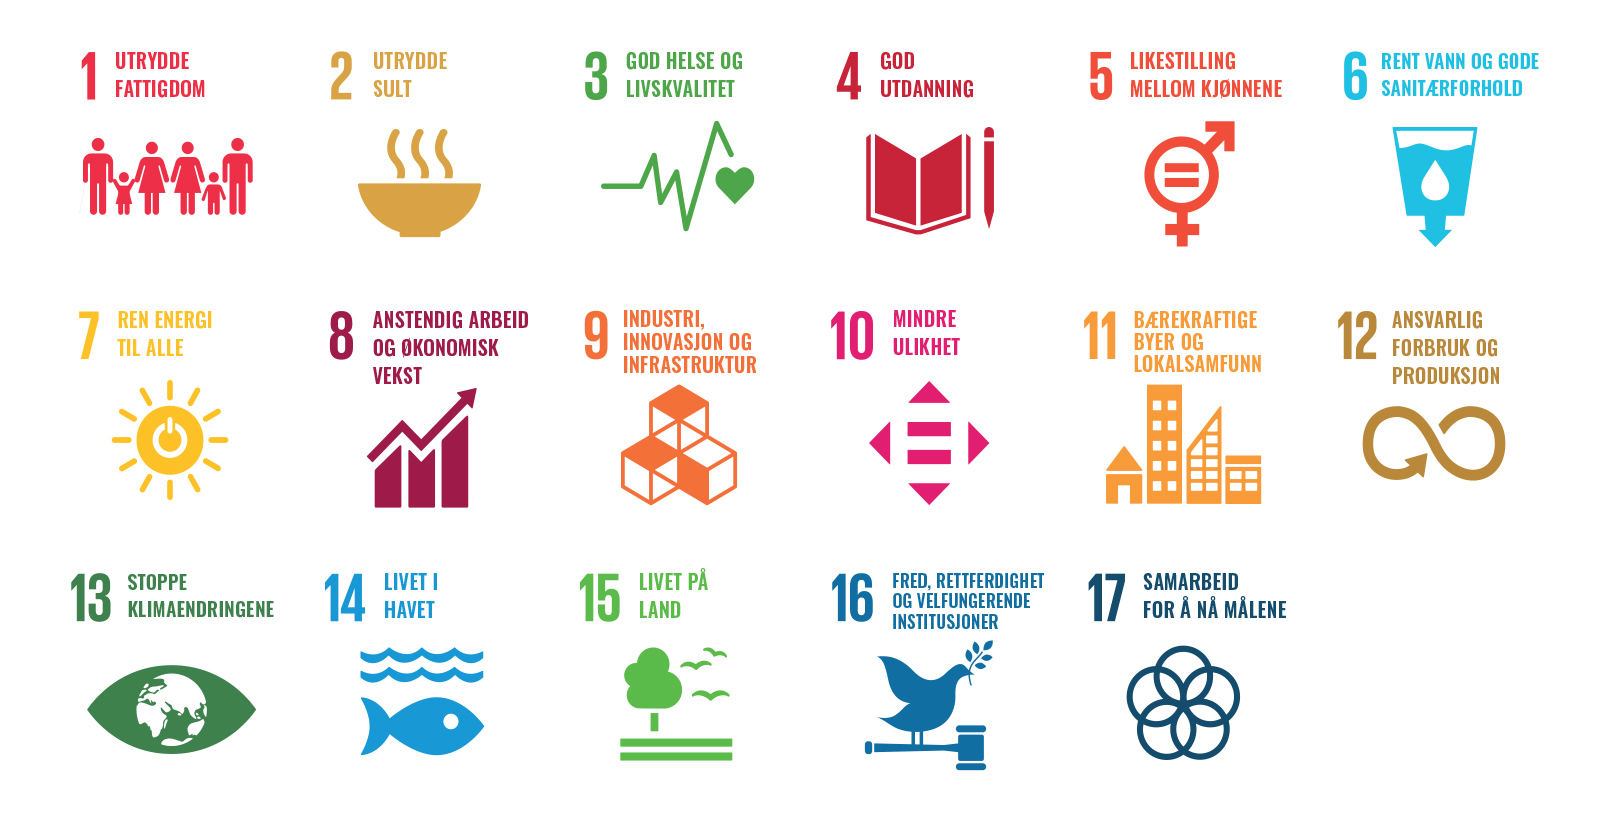 1 UTRYDDE
FATTIGDOM
2 UTRYDDE
SULT
3 GOD HELSE OG
LIVSKVALITET
4 GOD
UTDANNING
5 LIKESTILLING
MELLOM KJØNNENE
6 RENT VANN OG GODE
SANITÆRFORHOLD
7 REN ENERGI
TIL ALLE
8 ANSTENDIG ARBEID
OG ØKONOMISK
VEKST
9 INDUSTRI,
INNOVASJON OG
INFRASTRUKTUR
10 MINDRE
ULIKHET
11 BÆREKRAFTIGE
BYER OG
LOKALSAMFUNN
12 ANSVARLIG
FORBRUK OG
PRODUKSJON
13 STOPPE
KLIMAENDRINGENE
14 LIVET I
HAVET
15 LIVET PÅ
LAND
16 FRED, RETTFERDIGHET
OG VELFUNGERENDE
INSTITUSJONER
17 SAMARBEID
FOR Å NÅ MÅLENE